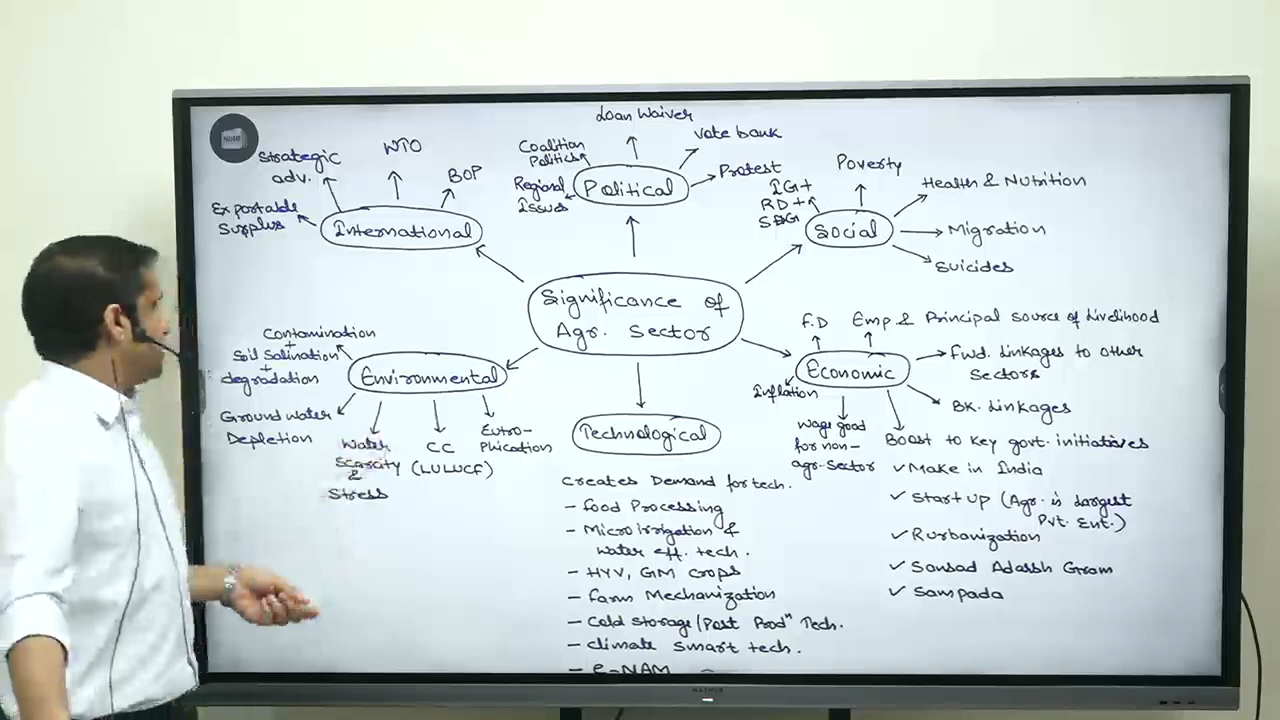 Note
Significance of
Agr. Sector
International
Exportable
Surplus
Strategic
adv.
WTO
BOP
Political
Regional
Issues
Coalition
Politics
Loan Waiver
Vote bank
Protest
Social
IG+
RD+
SDG
Poverty
Health & Nutrition
Migration
Suicides
Economic
Inflation
F.D
Emp & Principal source of Livelihood
Fwd. Linkages to other
Sectors
BK. Linkages
Boost to Key govt. initiatives
✓ Make in India
✓ Start up (Agr. is Largest
Pvt. Ent.)
✓ Rurbanization
✓ Sansad Adarsh Gram
✓ Sampada
Wage good
for non-
agr-sector
Technological
Creates Demand for tech.
- Food Processing
- Micro irrigation &
water eff. tech.
- HYV, GM crops
- Farm Mechanization
- Cold storage/Post Prodⁿ Tech.
- climate smart tech.
- e-NAM
Environmental
Contamination
+
Soil Salination
+
degradation
Ground water
Depletion
Water
Scarcity
&
Stress
CC
(LULUCF)
Eutro-
Phication